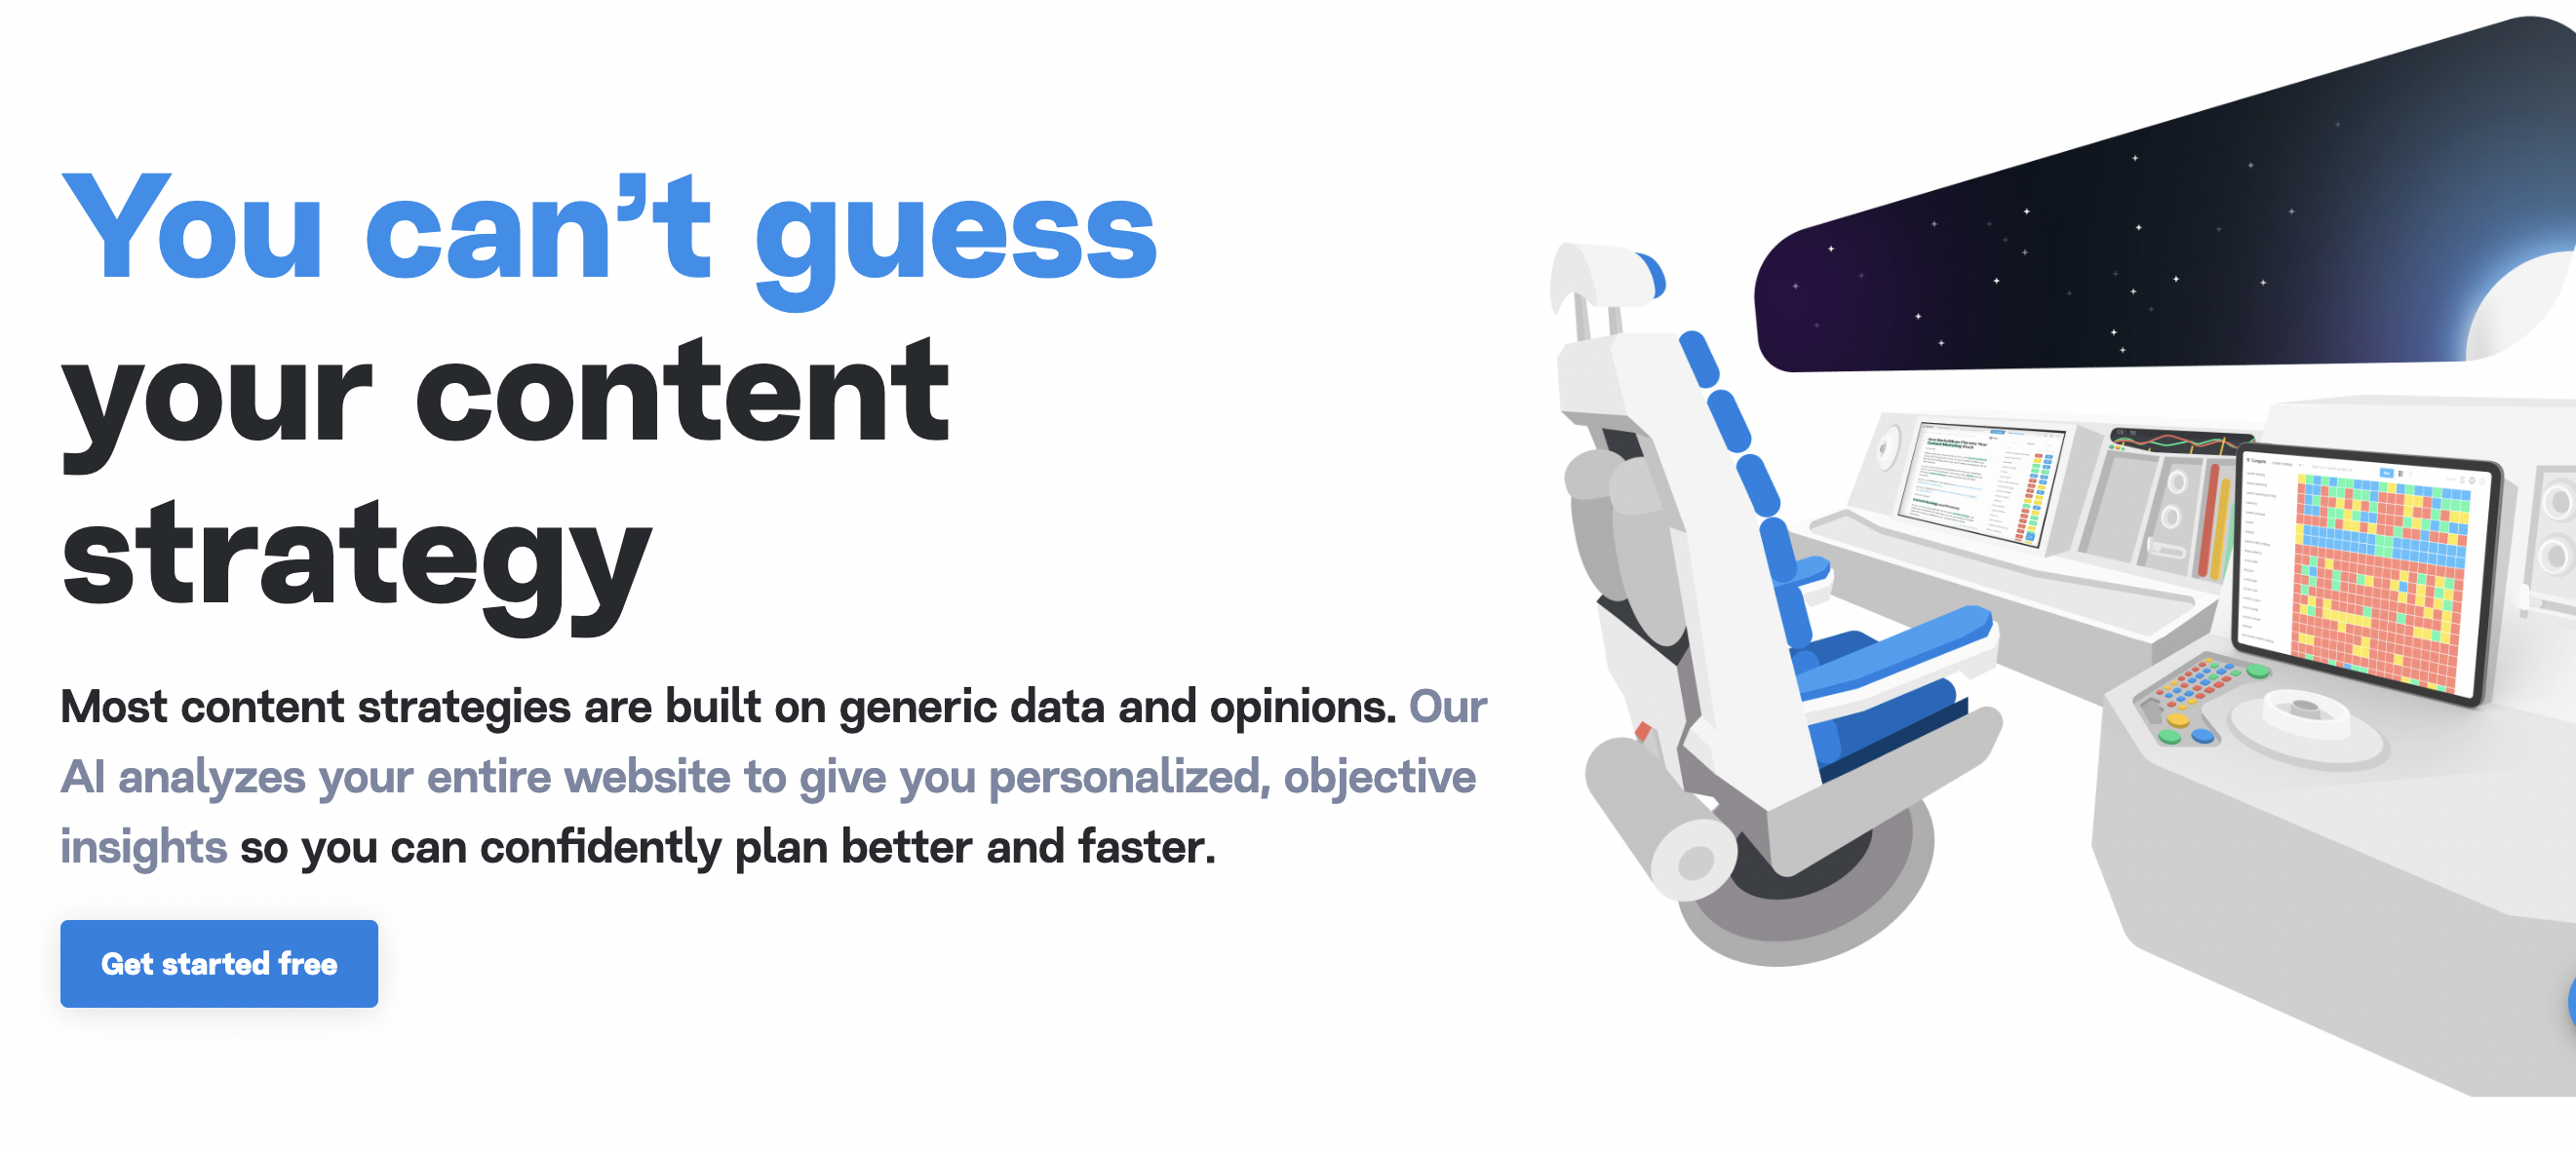 You can’t guess
your content
strategy
Most content strategies are built on generic data and opinions. Our
AI analyzes your entire website to give you personalized, objective
insights so you can confidently plan better and faster.
Get started free